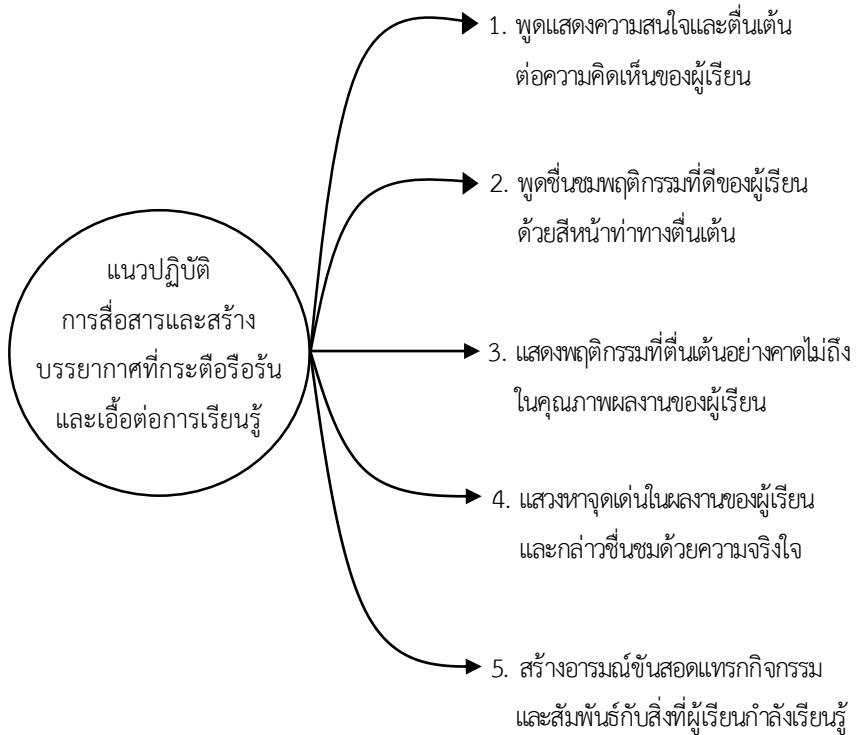 แนวปฏิบัติ
การสื่อสารและสร้าง
บรรยากาศที่กระตือรือร้น
และเอื้อต่อการเรียนรู้
1. พูดแสดงความสนใจและตื่นเต้น
ต่อความคิดเห็นของผู้เรียน
2. พูดชื่นชมพฤติกรรมที่ดีของผู้เรียน
ด้วยสีหน้าท่าทางตื่นเต้น
3. แสดงพฤติกรรมที่ตื่นเต้นอย่างคาดไม่ถึง
ในคุณภาพผลงานของผู้เรียน
4. แสวงหาจุดเด่นในผลงานของผู้เรียน
และกล่าวชื่นชมด้วยความจริงใจ
5. สร้างอารมณ์ขันสอดแทรกกิจกรรม
และสัมพันธ์กับสิ่งที่ผู้เรียนกำลังเรียนรู้